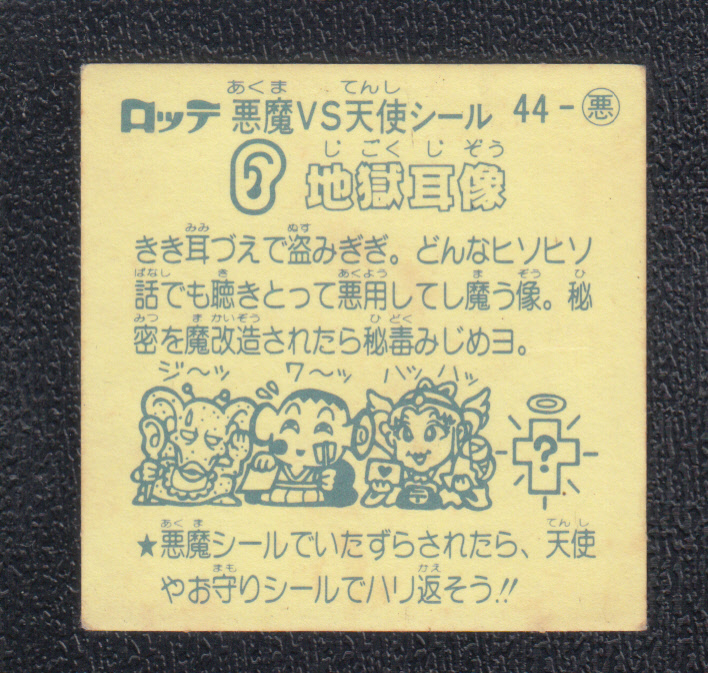 あくま てんし
ロッテ 悪魔VS天使シール 44-悪
じごくじぞう
地獄耳像
みみ ぬす
きき耳づえで盗みぎぎ。どんなヒソヒソ
ばなし き あくよう ま ぞう ひ
話でも聴きとって悪用してし魔う像。秘
みつ ま かいぞう ひ どく
密を魔改造されたら秘毒みじめヨ。
ジ〜ッ ワ〜ッ ハッハッ
?
あくま てんし
★悪魔シールでいたずらされたら、天使
まも かえ
やお守りシールでハリ返そう!!